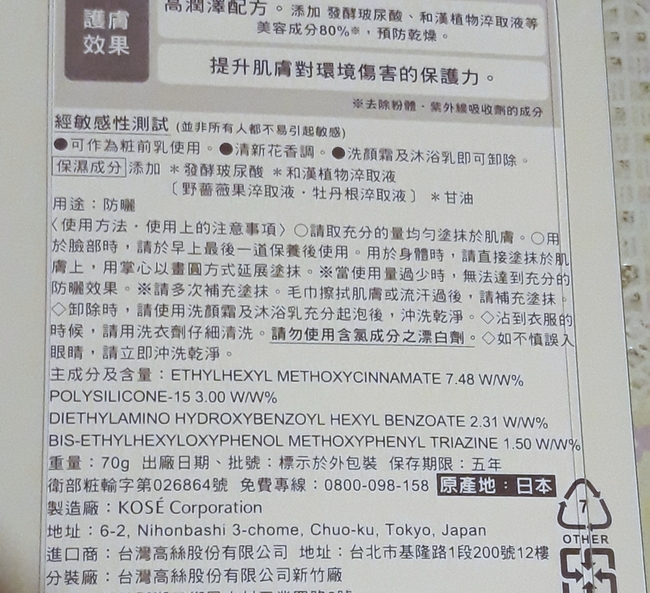 護膚
效果
高潤澤配方。添加 發酵玻尿酸、和漢植物淬取液等
美容成分80%※，預防乾燥。
提升肌膚對環境傷害的保護力。
※去除粉體、紫外線吸收劑的成分
經敏感性測試 (並非所有人都不易引起敏感)
●可作為粧前乳使用。●清新花香調。●洗顏霜及沐浴乳即可卸除。
保濕成分 添加 ＊發酵玻尿酸 ＊和漢植物淬取液
〔野薔薇果淬取液・牡丹根淬取液〕 ＊甘油
用途：防曬
〈使用方法・使用上的注意事項〉○請取充分的量均勻塗抹於肌膚。○用
於臉部時，請於早上最後一道保養後使用。用於身體時，請直接塗抹於肌
膚上，用掌心以畫圓方式延展塗抹。※當使用量過少時，無法達到充分的
防曬效果。※請多次補充塗抹。毛巾擦拭肌膚或流汗過後，請補充塗抹。
◇卸除時，請使用洗顏霜及沐浴乳充分起泡後，沖洗乾淨。◇沾到衣服的
時候，請用洗衣劑仔細清洗。請勿使用含氯成分之漂白劑。◇如不慎誤入
眼睛，請立即沖洗乾淨。
主成分及含量：ETHYLHEXYL METHOXYCINNAMATE 7.48 W/W%
POLYSILICONE-15 3.00 W/W%
DIETHYLAMINO HYDROXYBENZOYL HEXYL BENZOATE 2.31 W/W%
BIS-ETHYLHEXYLOXYPHENOL METHOXYPHENYL TRIAZINE 1.50 W/W%
重量：70g 出廠日期、批號：標示於外包裝 保存期限：五年
衛部粧輸字第026864號 免費專線：0800-098-158 原產地：日本
製造廠：KOSÉ Corporation
地址：6-2, Nihonbashi 3-chome, Chuo-ku, Tokyo, Japan
進口商：台灣高絲股份有限公司 地址：台北市基隆路1段200號12樓
分裝廠：台灣高絲股份有限公司新竹廠
7
OTHER